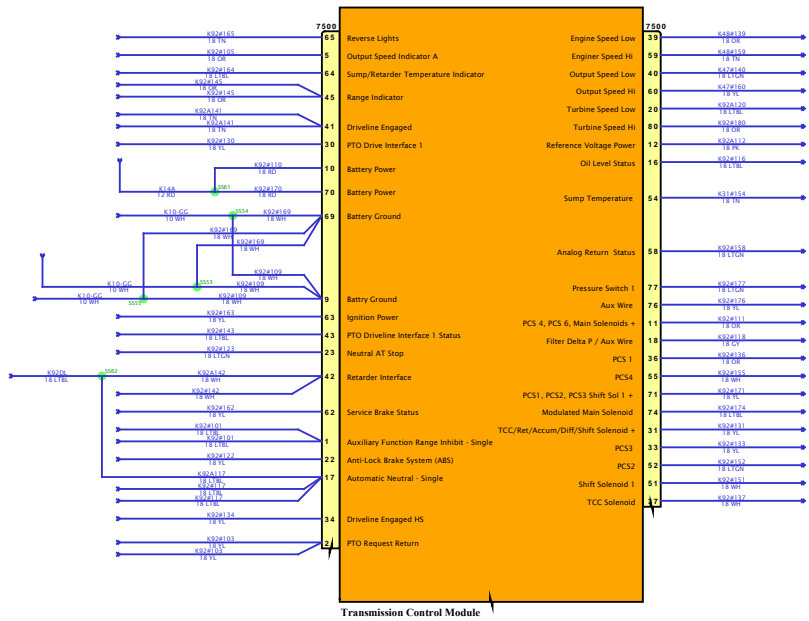 7500
7500
K92#165
18 TN
65
Reverse Lights
K92#105
18 OR
5
Output Speed Indicator A
K92#164
18 LTBL
64
Sump/Retarder Temperature Indicator
K92#145
18 OR
K92#145
18 OR
45
Range Indicator
K92A141
18 TN
K92A141
18 TN
41
Driveline Engaged
K92#130
18 YL
30
PTO Drive Interface 1
K92#110
18 RD
10
Battery Power
K14A
12 RD
SS61
K92#170
18 RD
70
Battery Power
K10-GG
10 WH
SS54
K92#169
18 WH
69
Battery Ground
K92#169
18 WH
K92#169
18 WH
K92#109
18 WH
K10-GG
10 WH
SS53
K92#109
18 WH
K10-GG
10 WH
SS55
K92#109
18 WH
9
Battry Ground
K92#163
18 YL
63
Ignition Power
K92#143
18 LTBL
43
PTO Driveline Interface 1 Status
K92#123
18 LTGN
23
Neutral AT Stop
K92DL
18 LTBL
SS62
K92A142
18 WH
42
Retarder Interface
K92#142
18 WH
K92#162
18 YL
62
Service Brake Status
K92#101
18 LTBL
K92#101
18 LTBL
1
Auxiliary Function Range Inhibit - Single
K92#122
18 YL
22
Anti-Lock Brake System (ABS)
K92A117
18 LTBL
17
Automatic Neutral - Single
K92#117
18 LTBL
K92#117
18 LTBL
K92#134
18 YL
34
Driveline Engaged HS
K92#103
18 YL
2
PTO Request Return
K92#103
18 YL
Engine Speed Low
39
K48#139
18 OR
Enginer Speed Hi
59
K48#159
18 TN
Output Speed Low
40
K47#140
18 LTGN
Output Speed Hi
60
K47#160
18 YL
Turbine Speed Low
20
K92A120
18 LTBL
Turbine Speed Hi
80
K92#180
18 OR
Reference Voltage Power
12
K92A112
18 PK
Oil Level Status
16
K92#116
18 LTBL
Sump Temperature
54
K31#154
18 TN
Analog Return  Status
58
K92#158
18 LTGN
Pressure Switch 1
77
K92#177
18 LTGN
Aux Wire
76
K92#176
18 YL
PCS 4, PCS 6, Main Solenoids +
11
K92#111
18 OR
Filter Delta P / Aux Wire
18
K92#118
18 GY
PCS 1
36
K92#136
18 OR
PCS4
55
K92#155
18 WH
PCS1, PCS2, PCS3 Shift Sol 1 +
71
K92#171
18 YL
Modulated Main Solenoid
74
K92#174
18 LTBL
TCC/Ret/Accum/Diff/Shift Solenoid +
31
K92#131
18 YL
PCS3
33
K92#133
18 YL
PCS2
52
K92#152
18 LTGN
Shift Solenoid 1
51
K92#151
18 WH
TCC Solenoid
37
K92#137
18 WH
Transmission Control Module